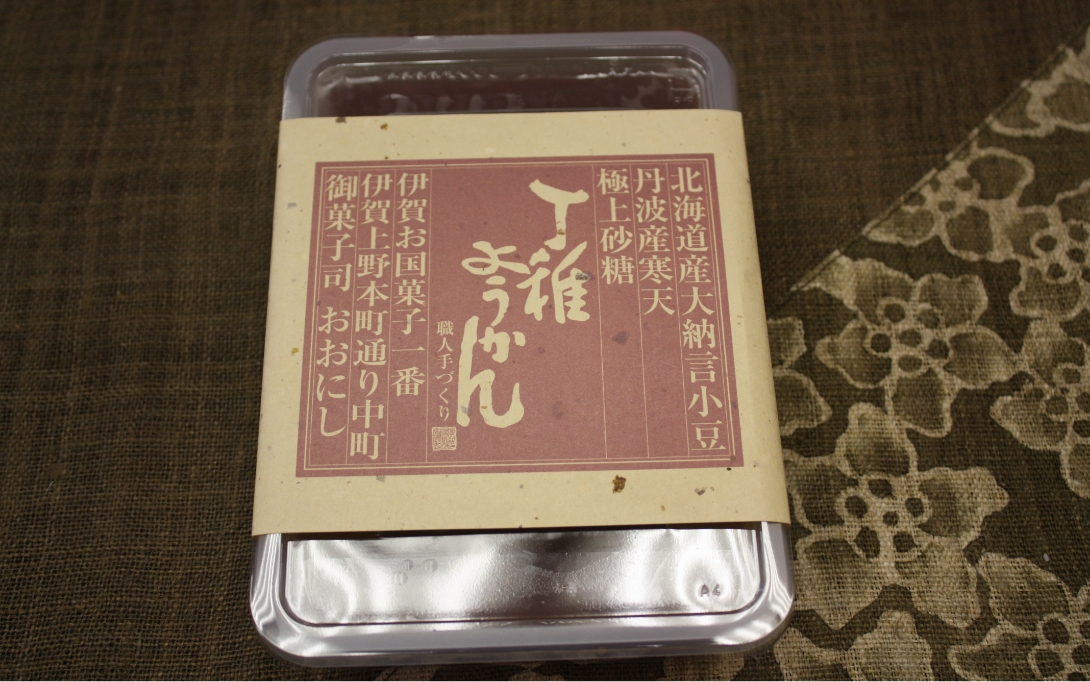 北海道産大納言小豆
丹波産寒天
極上砂糖
丁稚
ようかん
職人手づくり
伊賀お国菓子一番
伊賀上野本町通り中町
御菓子司 おおにし
A4